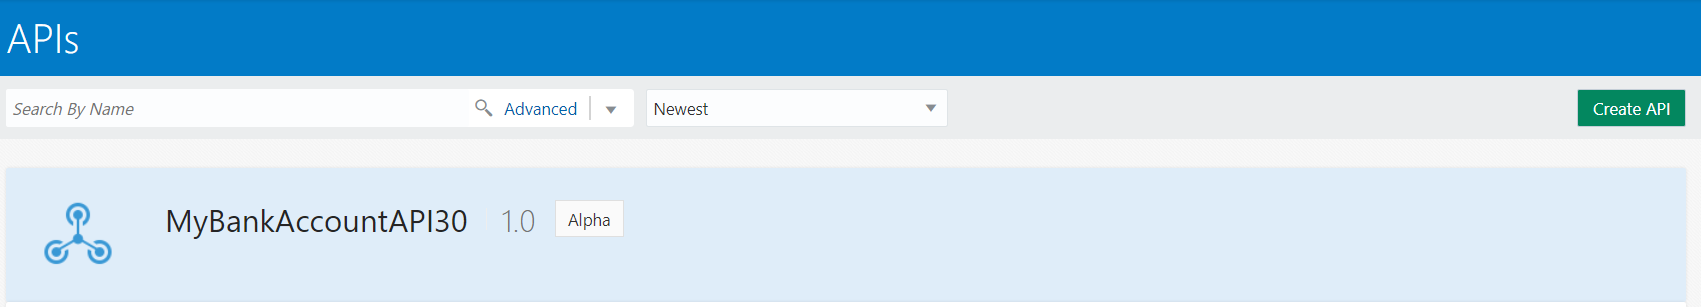 APIs
Search By Name Advanced Newest Create API
MyBankAccountAPI30 1.0 Alpha